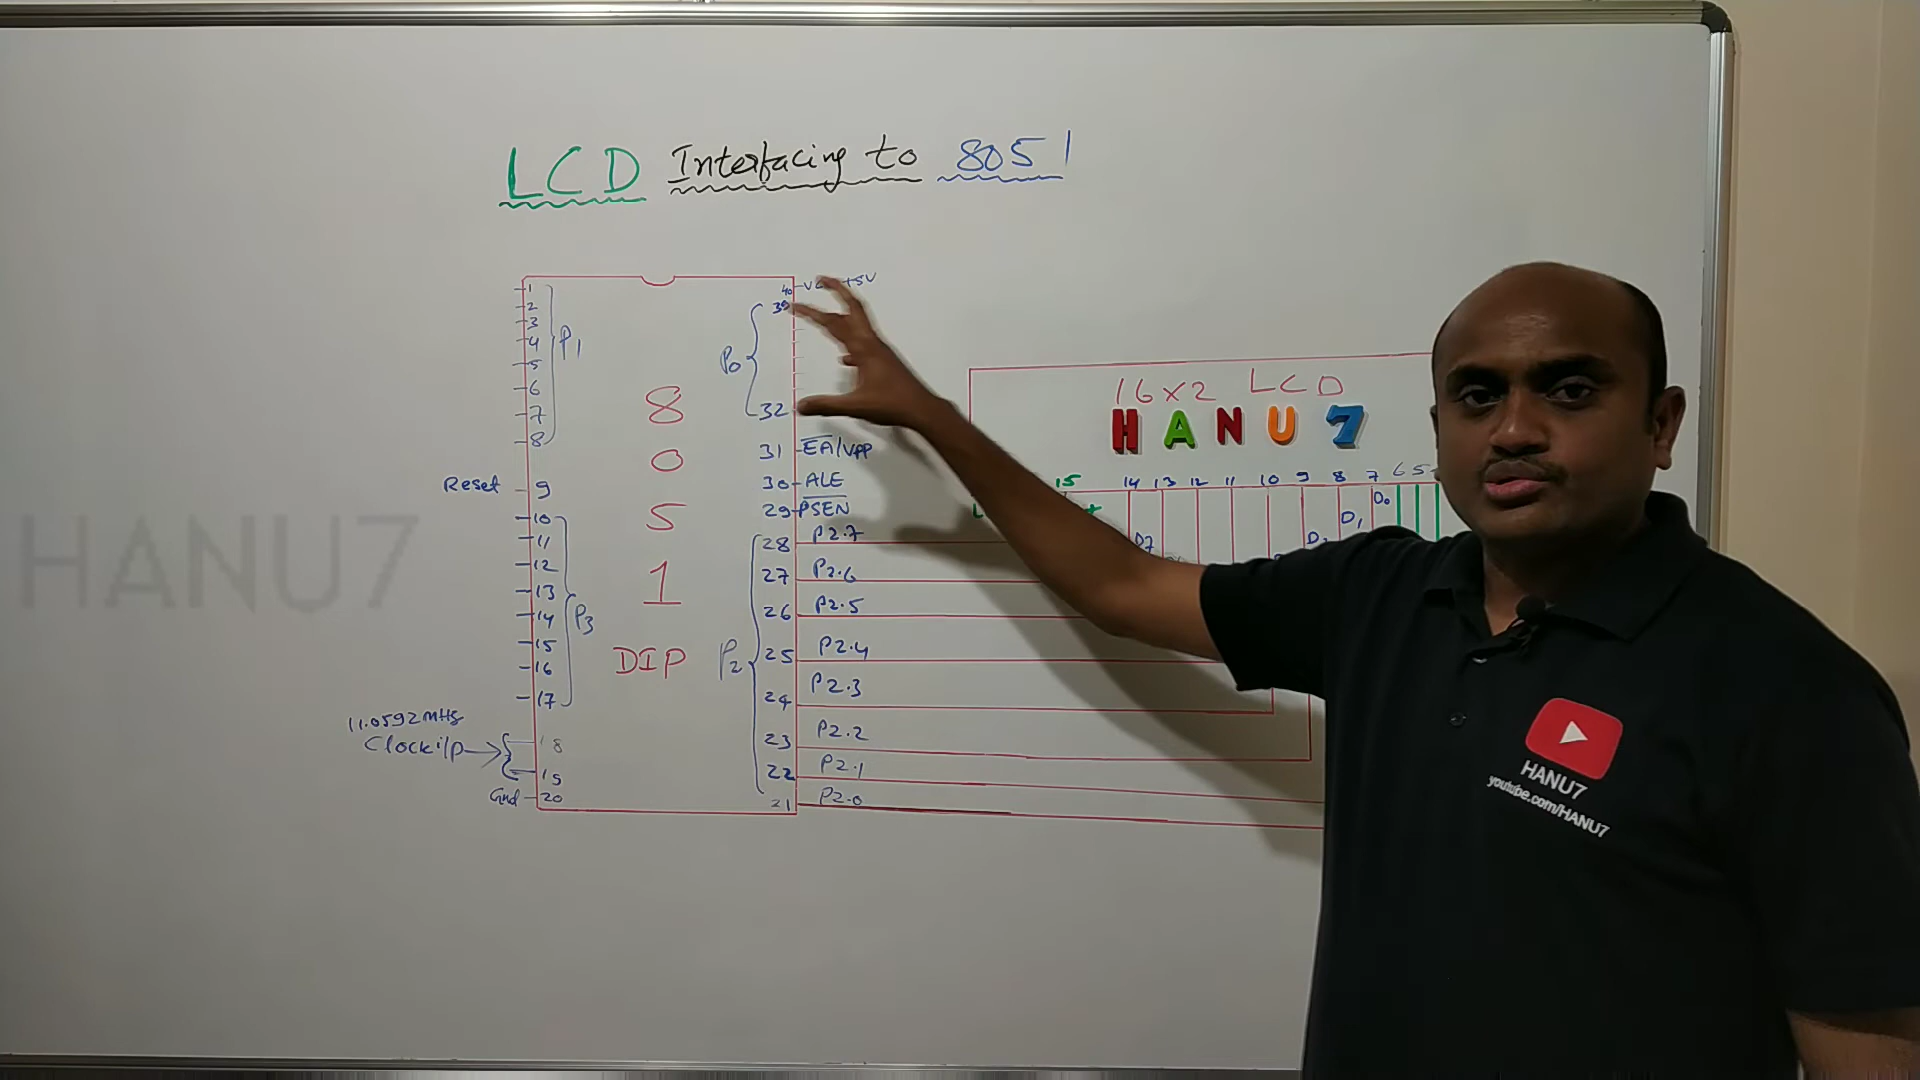 LCD Interfacing to 8051
1
2
3
4
5
6
7
8
P1
Reset 9
10
11
12
13
14
15
16
17
P3
11.0592MHz
Clock i/p
18
19
Gnd 20
8
0
5
1
DIP
40
+5V
39
P0
32
31 EA/VPP
30 ALE
29 PSEN
28 P2.7
27 P2.6
26 P2.5
25 P2.4
24 P2.3
23 P2.2
22 P2.1
21 P2.0
P2
16x2 LCD
HANU7
15 14 13 12 11 10 9 8 7 6 5
D0
D1
D7
HANU7
HANU7
youtube.com/HANU7